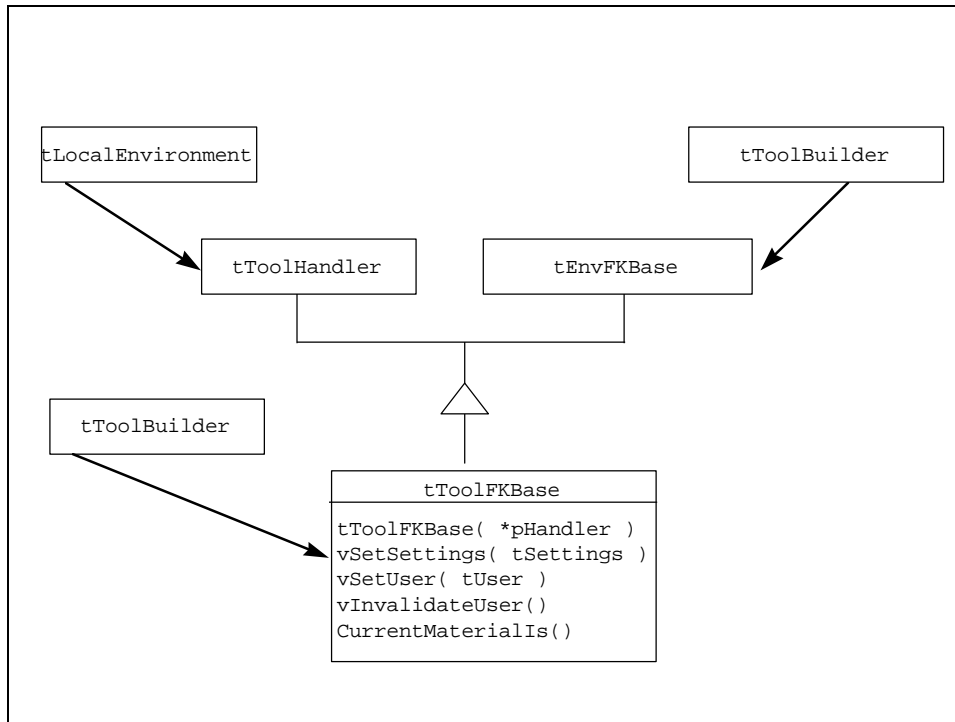 tLocalEnvironment
tToolBuilder
tToolHandler
tEnvFKBase
tToolBuilder
tToolFKBase
tToolFKBase( *pHandler )
vSetSettings( tSettings )
vSetUser( tUser )
vInvalidateUser()
CurrentMaterialIs()